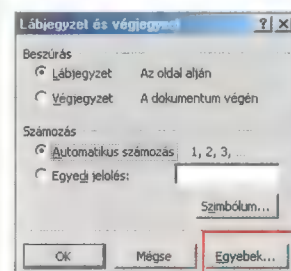 Lábjegyzet és végjegyzet
Beszúrás
Lábjegyzet Az oldal alján
Végjegyzet A dokumentum végén
Számozás
Automatikus számozás 1, 2, 3, ...
Egyedi jelölés:
Szimbólum...
OK Mégse Egyebek...